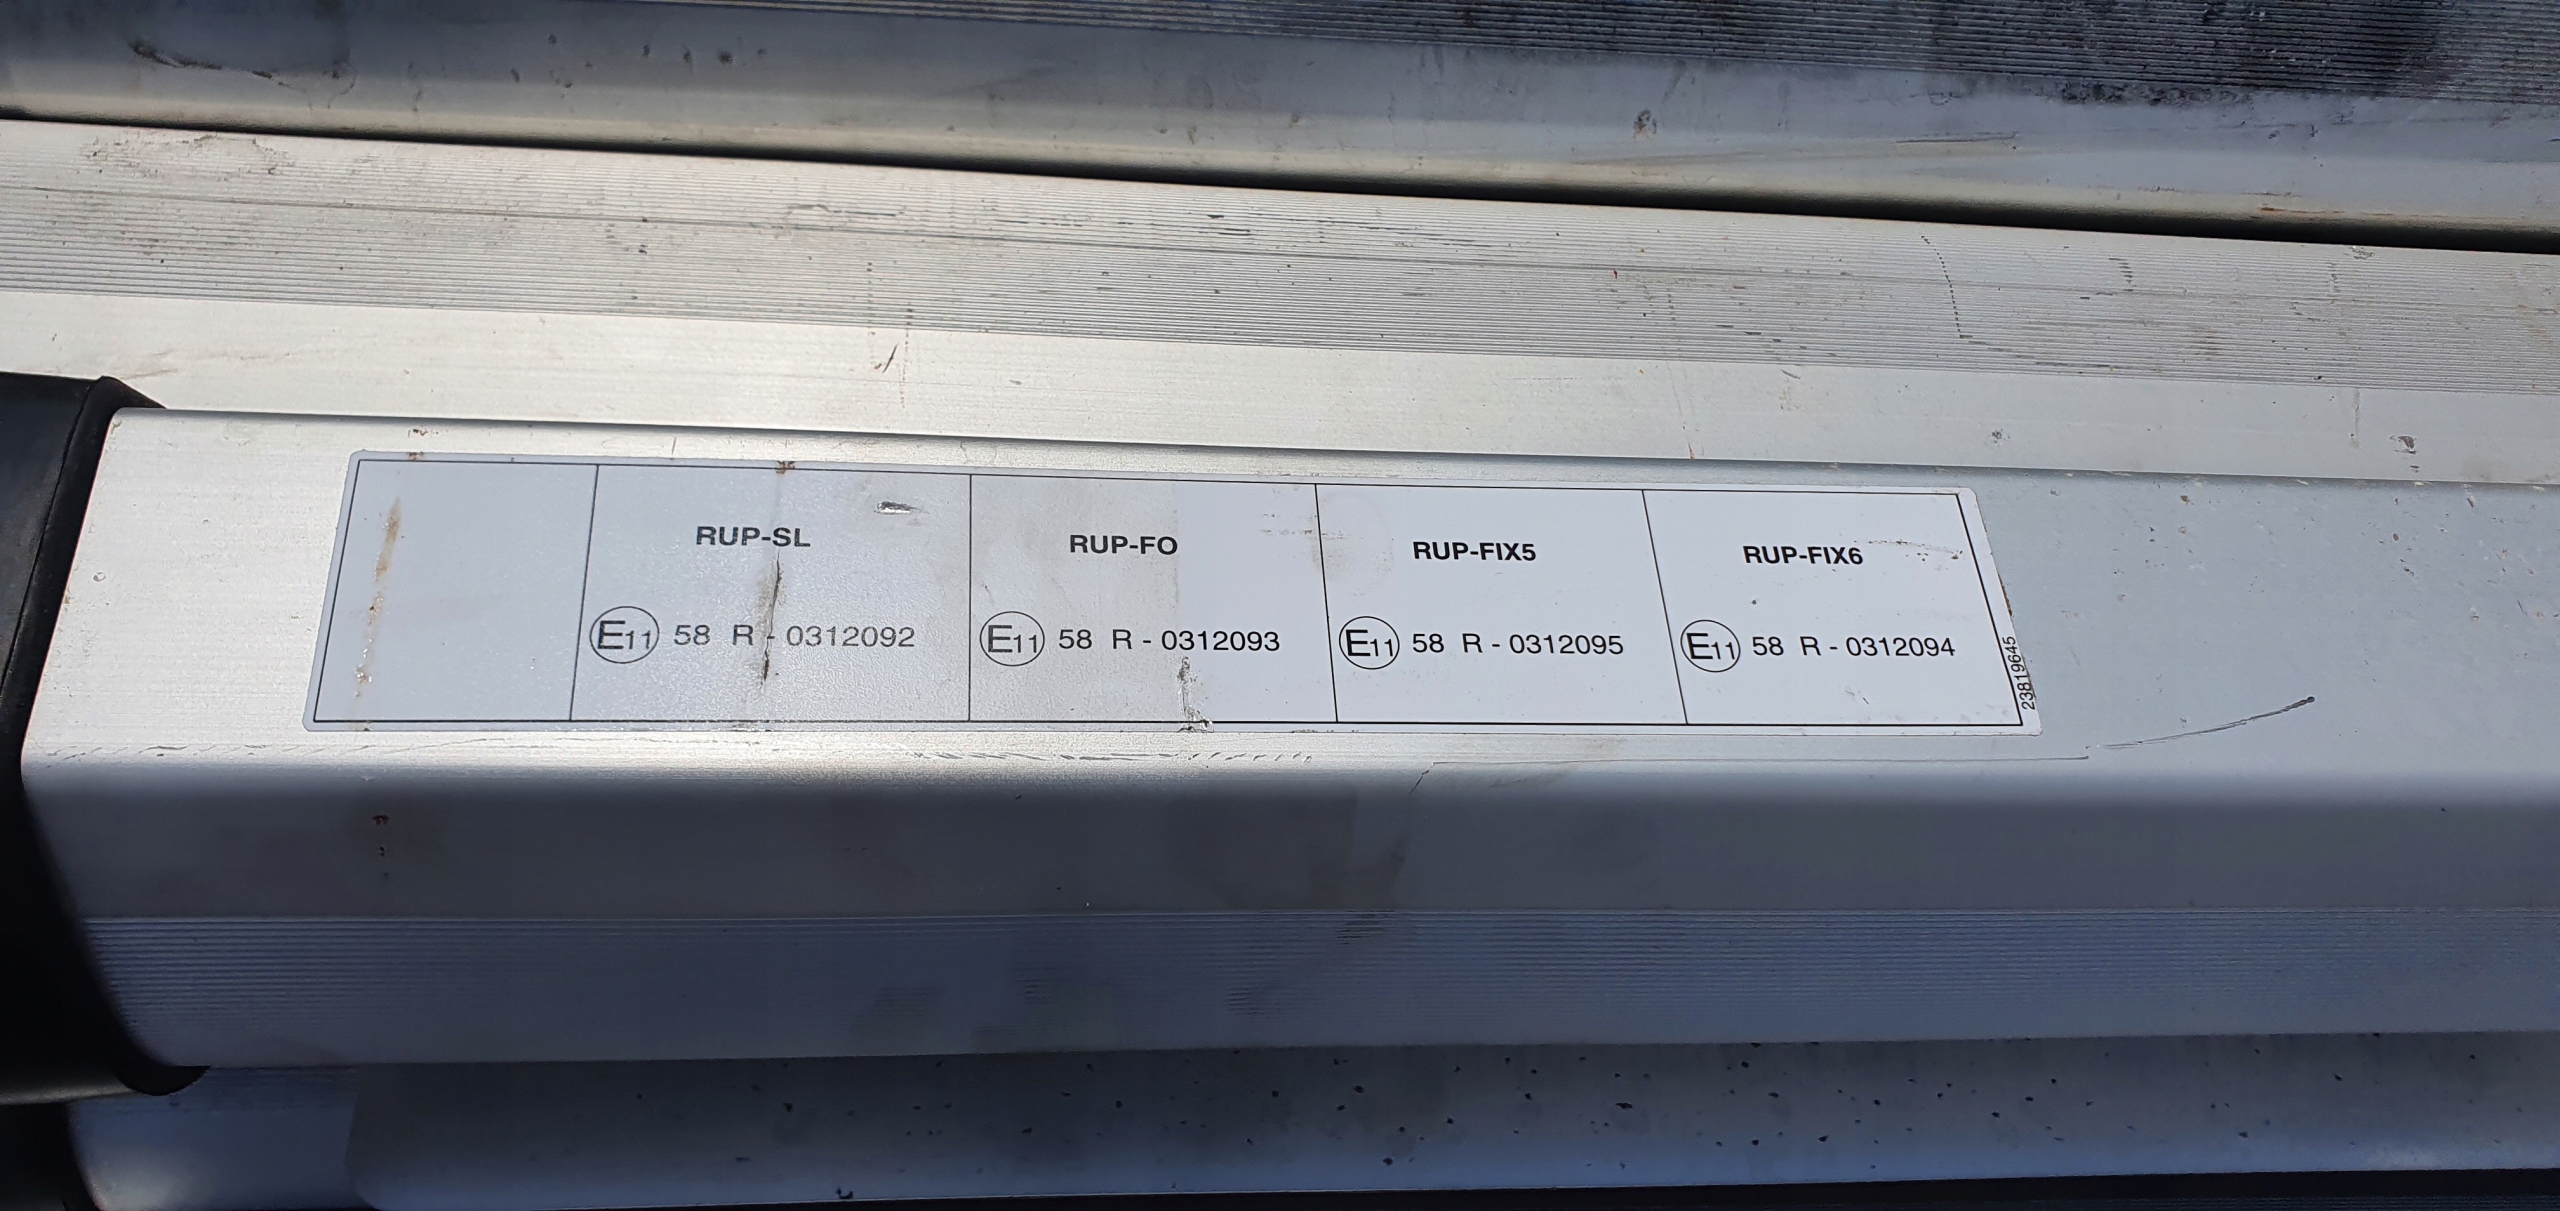 RUP-SL RUP-FO RUP-FIX5 RUP-FIX6
E11 58 R - 0312092 E11 58 R - 0312093 E11 58 R - 0312095 E11 58 R - 0312094
23819645